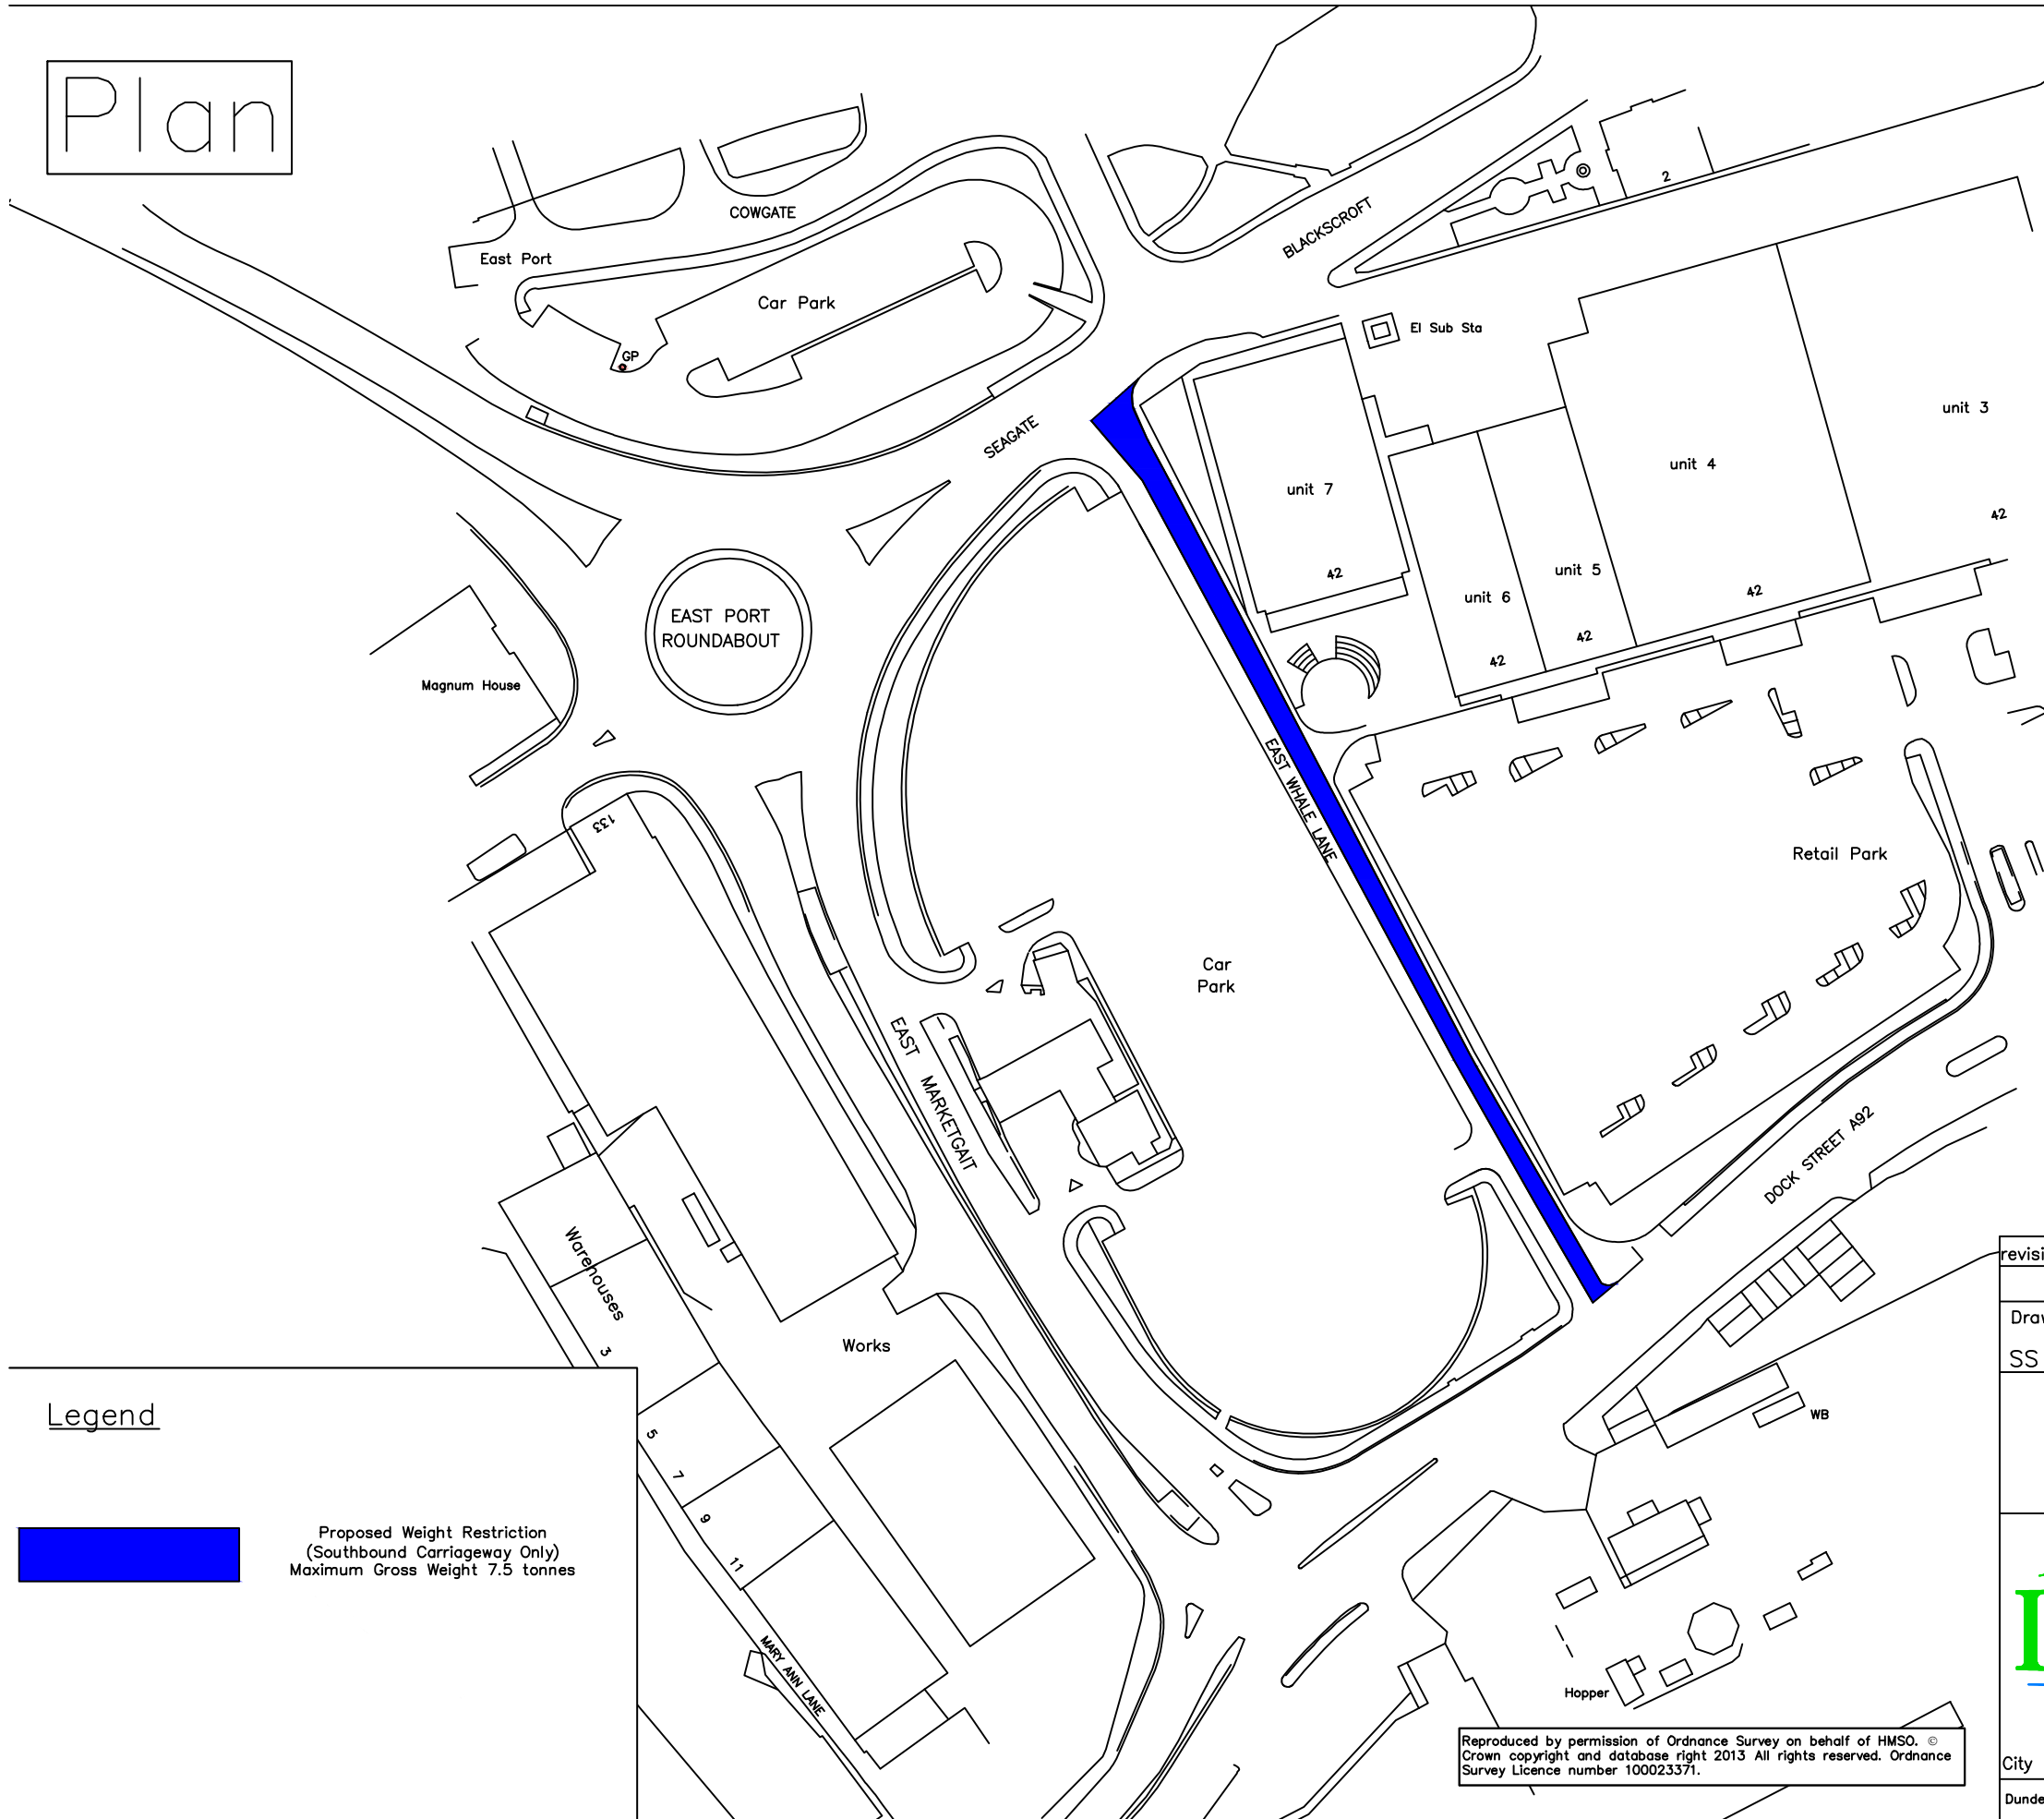 Plan
COWGATE
East Port
Car Park
GP
BLACKSCROFT
2
El Sub Sta
SEAGATE
unit 3
unit 4
unit 7
42
42
unit 5
unit 6
42
42
42
EAST PORT
ROUNDABOUT
Magnum House
EAST WHALE LANE
133
Retail Park
Car
Park
EAST MARKETGAIT
DOCK STREET A92
Warehouses
3
Works
WB
5
7
9
11
MARY ANN LANE
Hopper
Legend
Proposed Weight Restriction
(Southbound Carriageway Only)
Maximum Gross Weight 7.5 tonnes
Reproduced by permission of Ordnance Survey on behalf of HMSO. ©
Crown copyright and database right 2013 All rights reserved. Ordnance
Survey Licence number 100023371.
SS
City